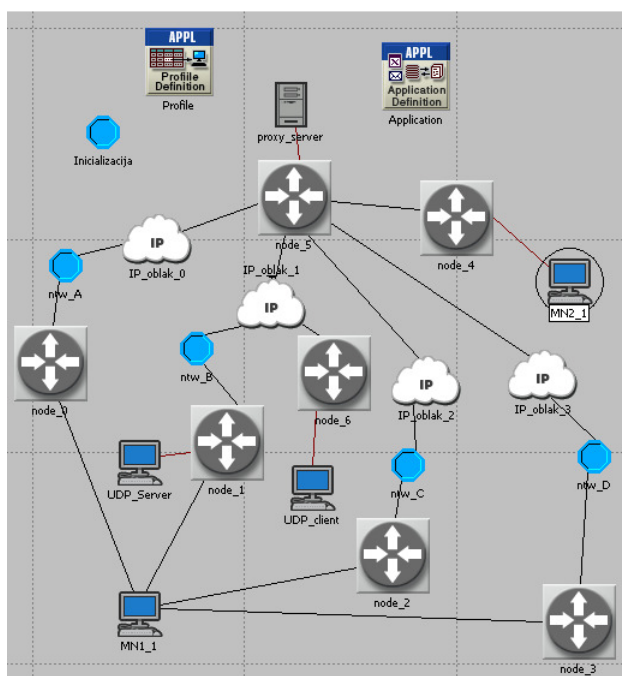 APPL
Profile
Definition
Profile
APPL
Application
Definition
Application
proxy_server
Inicializacija
node_5
node_4
IP
IP_oblak_0
ntw_A
IP_oblak_1
IP
MN2_1
node_0
ntw_B
node_6
IP
IP_oblak_2
IP
IP_oblak_3
UDP_Server
node_1
UDP_client
ntw_C
ntw_D
node_2
MN1_1
node_3